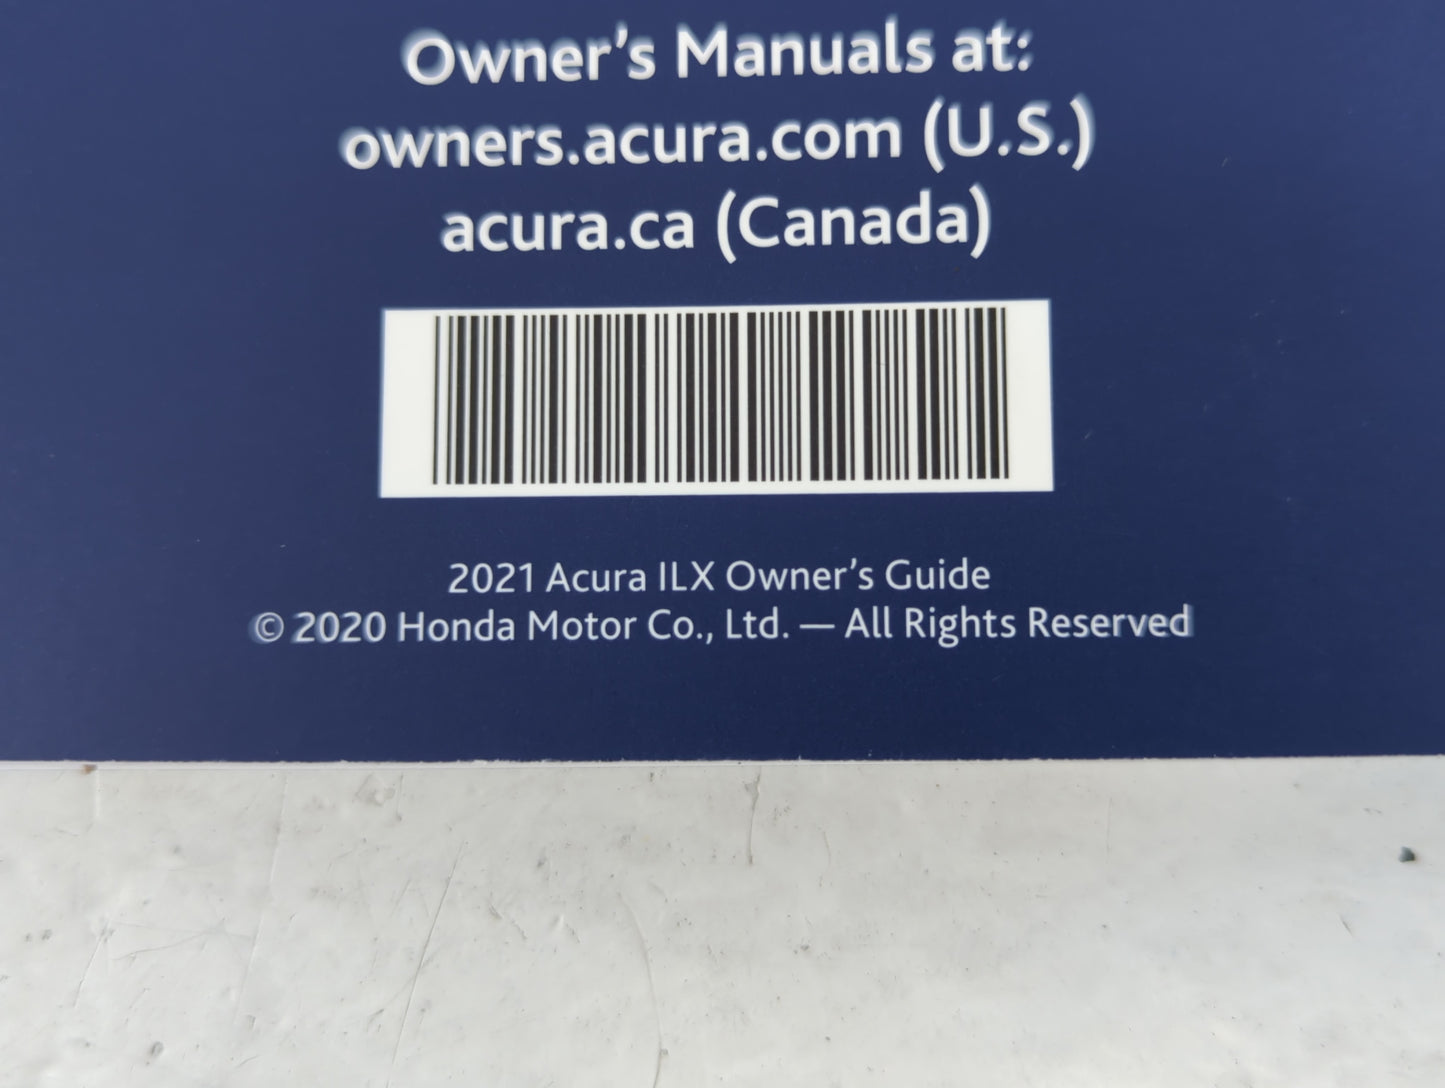 Owner's Manuals at:
owners.acura.com (U.S.)
acura.ca (Canada)
2021 Acura ILX Owner's Guide
© 2020 Honda Motor Co., Ltd. — All Rights Reserved